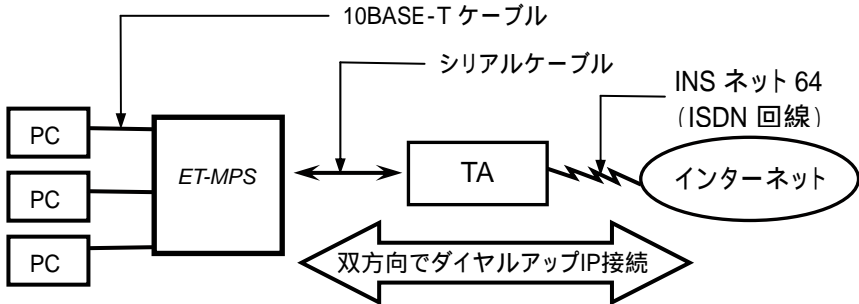 10BASE-T ケーブル
シリアルケーブル
INS ネット 64
(ISDN 回線)
PC
PC
PC
ET-MPS
TA
インターネット
双方向でダイヤルアップIP接続